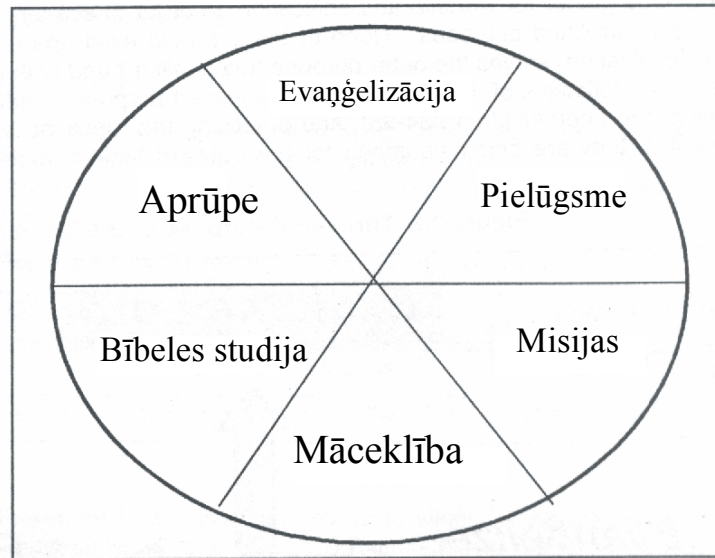 Evaņģelizācija
Aprūpe
Pielūgsme
Bībeles studija
Misijas
Māceklība